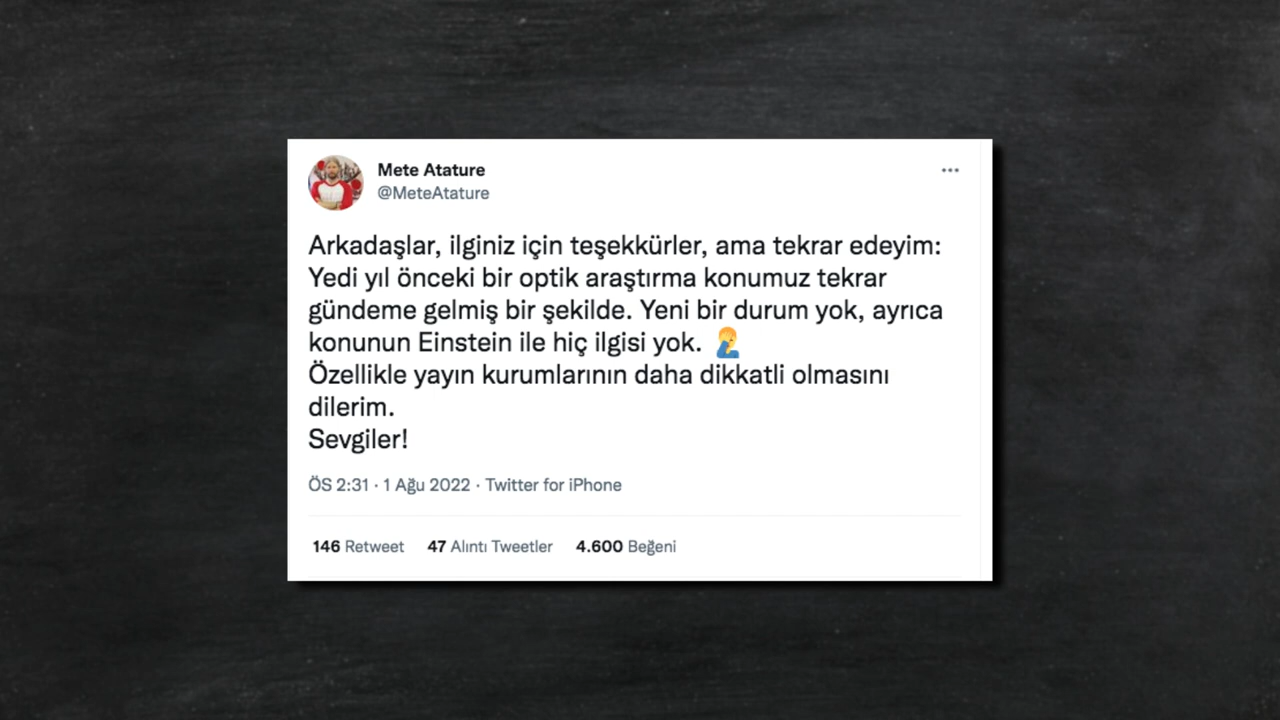 Mete Atature
@MeteAtature
Arkadaşlar, ilginiz için teşekkürler, ama tekrar edeyim:
Yedi yıl önceki bir optik araştırma konumuz tekrar
gündeme gelmiş bir şekilde. Yeni bir durum yok, ayrıca
konunun Einstein ile hiç ilgisi yok. 🤦‍♂️
Özellikle yayın kurumlarının daha dikkatli olmasını
dilerim.
Sevgiler!
ÖS 2:31 · 1 Ağu 2022 · Twitter for iPhone
146 Retweet 47 Alıntı Tweetler 4.600 Beğeni